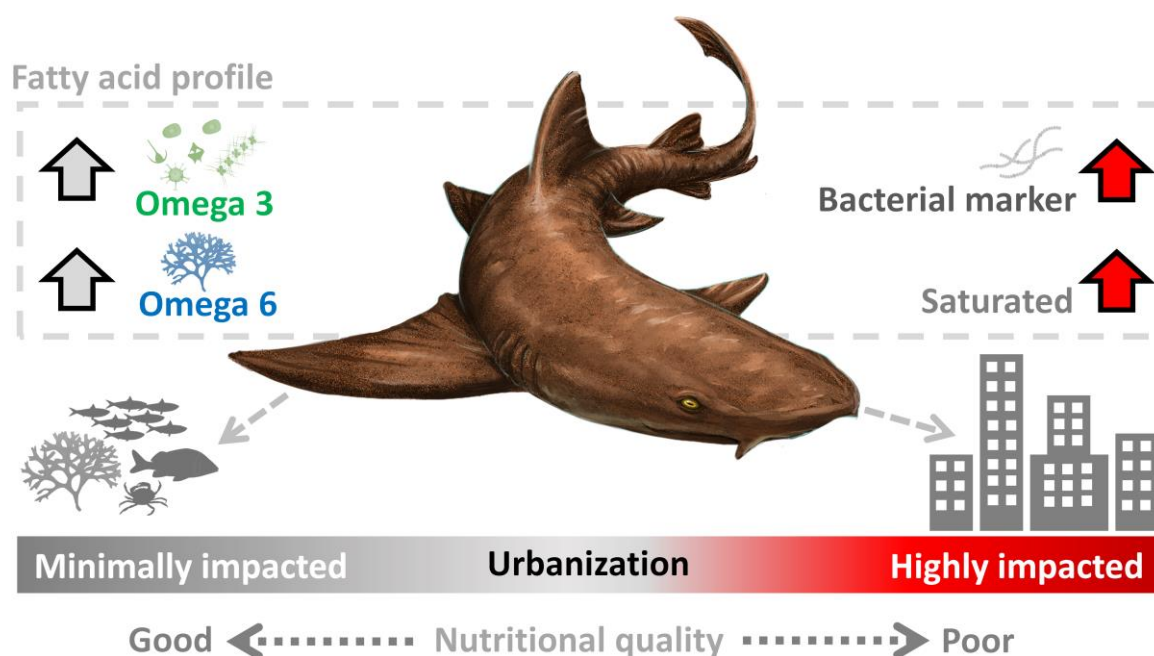 Fatty acid profile
Omega 3
Omega 6
Bacterial marker
Saturated
Minimally impacted
Urbanization
Highly impacted
Good
Nutritional quality
Poor